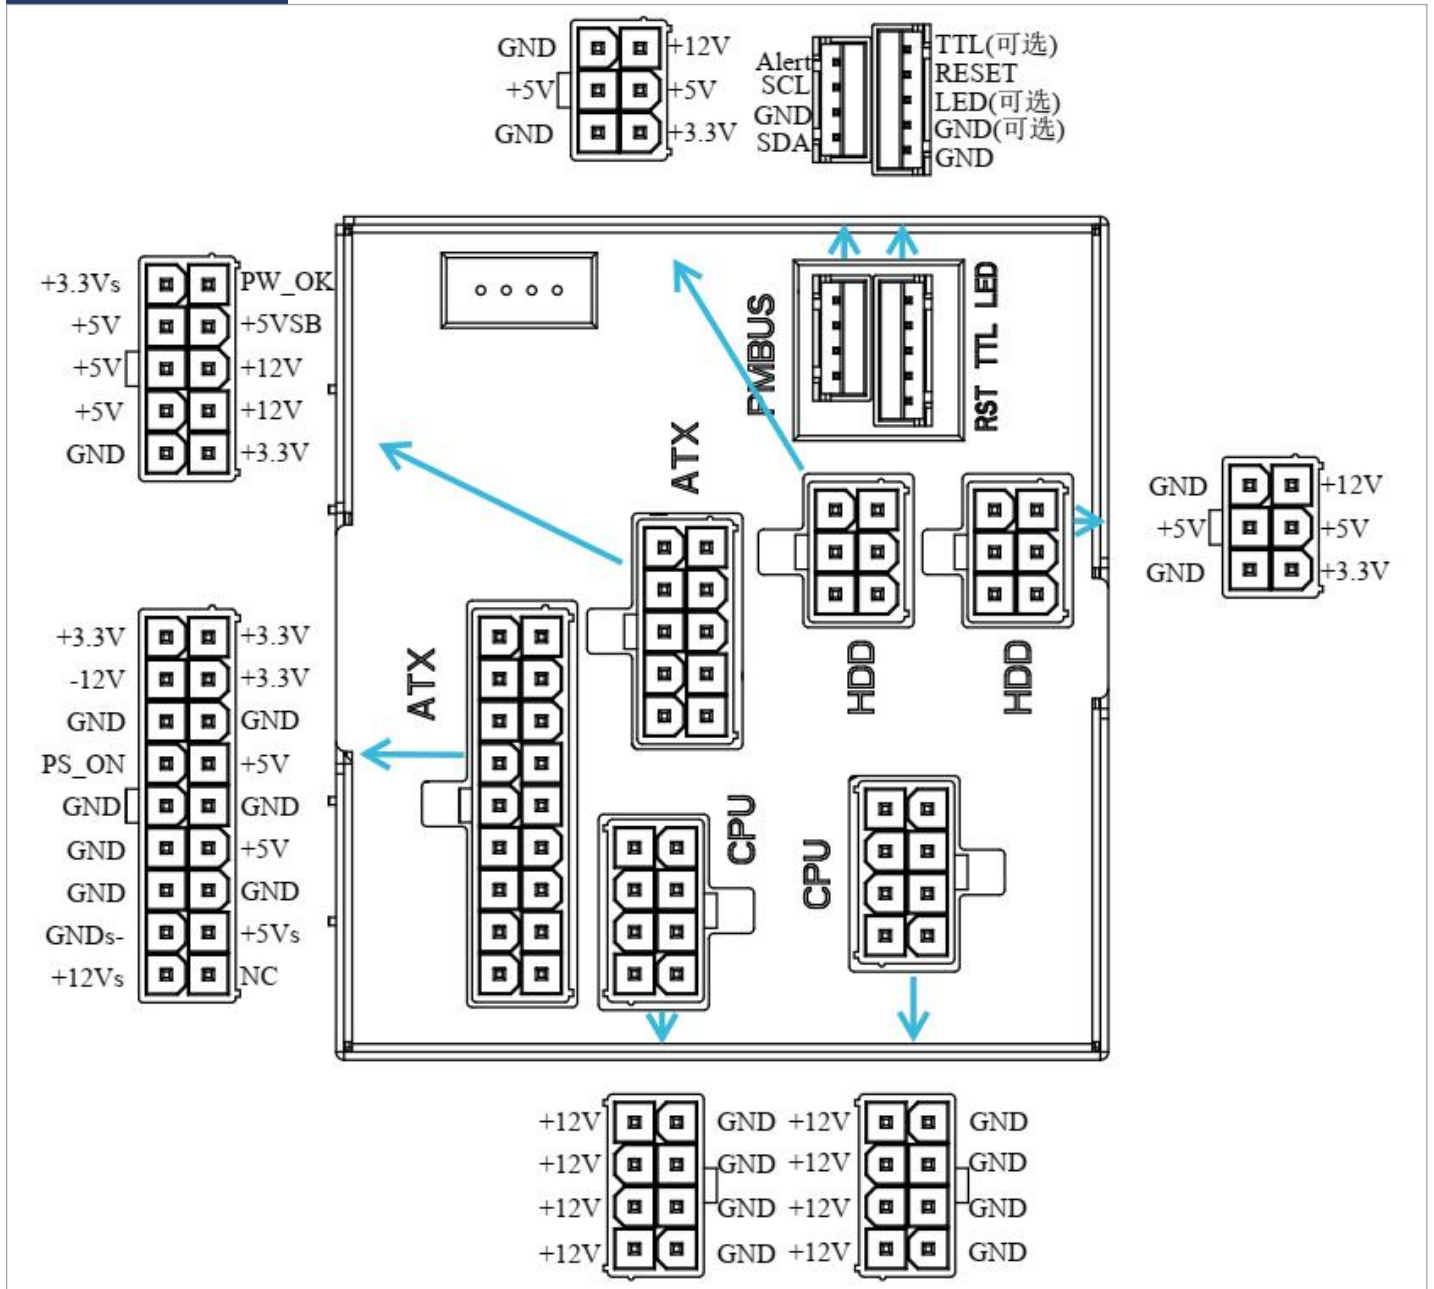 GND +12V
+5V +5V
GND +3.3V
Alert
SCL
GND
SDA
TTL(可选)
RESET
LED(可选)
GND(可选)
GND
+3.3Vs PW_OK
+5V +5VSB
+5V +12V
+5V +12V
GND +3.3V
PMBUS
RST TTL LED
ATX
HDD
HDD
GND +12V
+5V +5V
GND +3.3V
+3.3V +3.3V
-12V +3.3V
GND GND
PS_ON +5V
GND GND
GND +5V
GND GND
GNDs- +5Vs
+12Vs NC
ATX
CPU
CPU
+12V GND +12V GND
+12V GND +12V GND
+12V GND +12V GND
+12V GND +12V GND